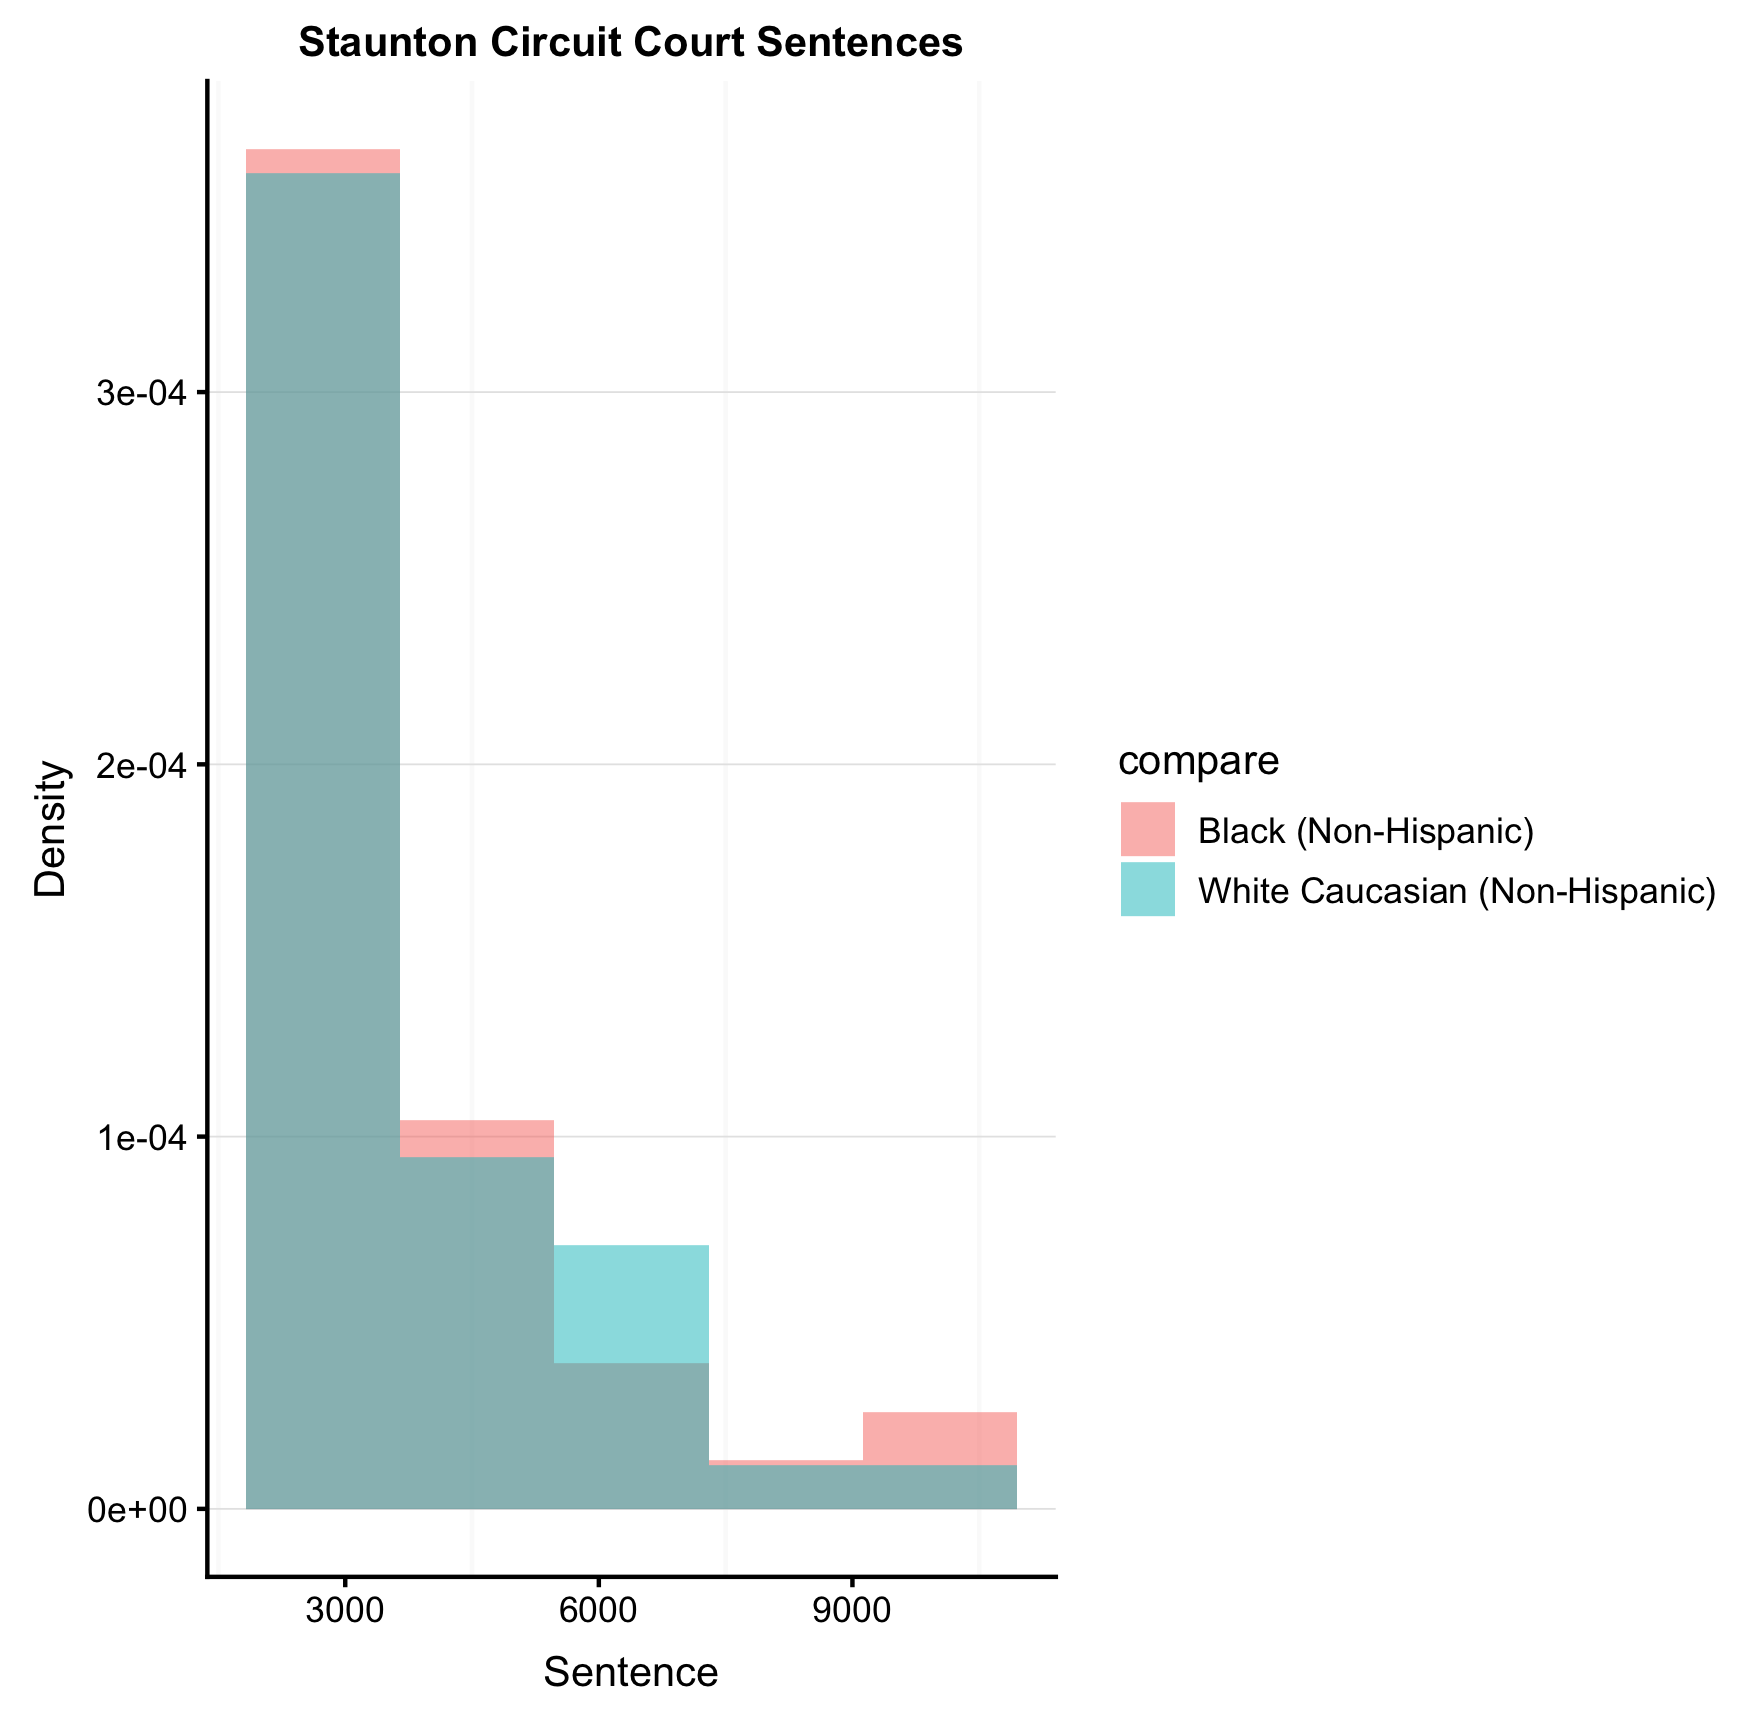 Staunton Circuit Court Sentences
3e-04
2e-04
1e-04
0e+00
Density
3000 6000 9000
Sentence
compare
Black (Non-Hispanic)
White Caucasian (Non-Hispanic)